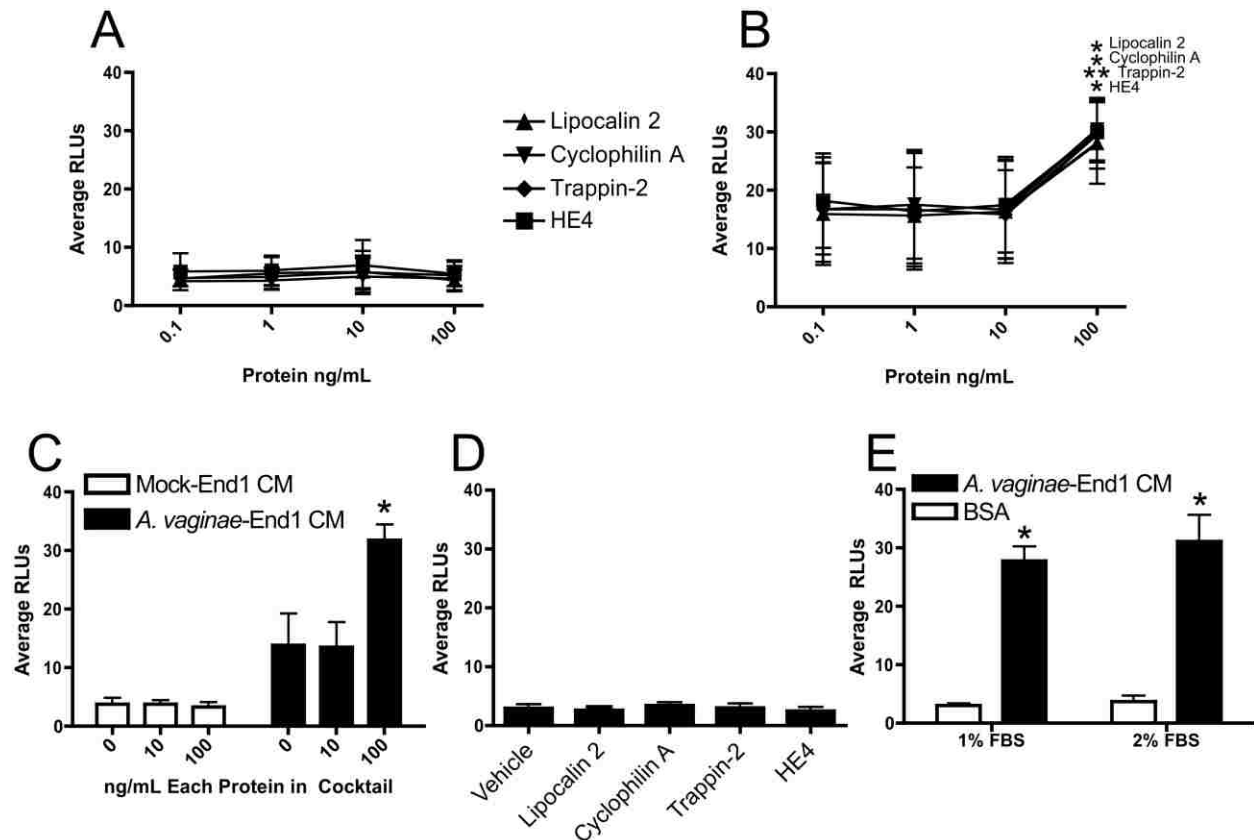 A
40
30
20
10
0
Average RLUs
0.1
1
10
100
Protein ng/mL
Lipocalin 2
Cyclophilin A
Trappin-2
HE4
B
* Lipocalin 2
* Cyclophilin A
** Trappin-2
* HE4
40
30
20
10
0
Average RLUs
0.1
1
10
100
Protein ng/mL
C
Mock-End1 CM
A. vaginae-End1 CM
40
30
20
10
0
Average RLUs
*
0
10
100
0
10
100
ng/mL Each Protein in Cocktail
D
40
30
20
10
0
Average RLUs
Vehicle
Lipocalin 2
Cyclophilin A
Trappin-2
HE4
E
A. vaginae-End1 CM
BSA
40
30
20
10
0
Average RLUs
*
*
1% FBS
2% FBS